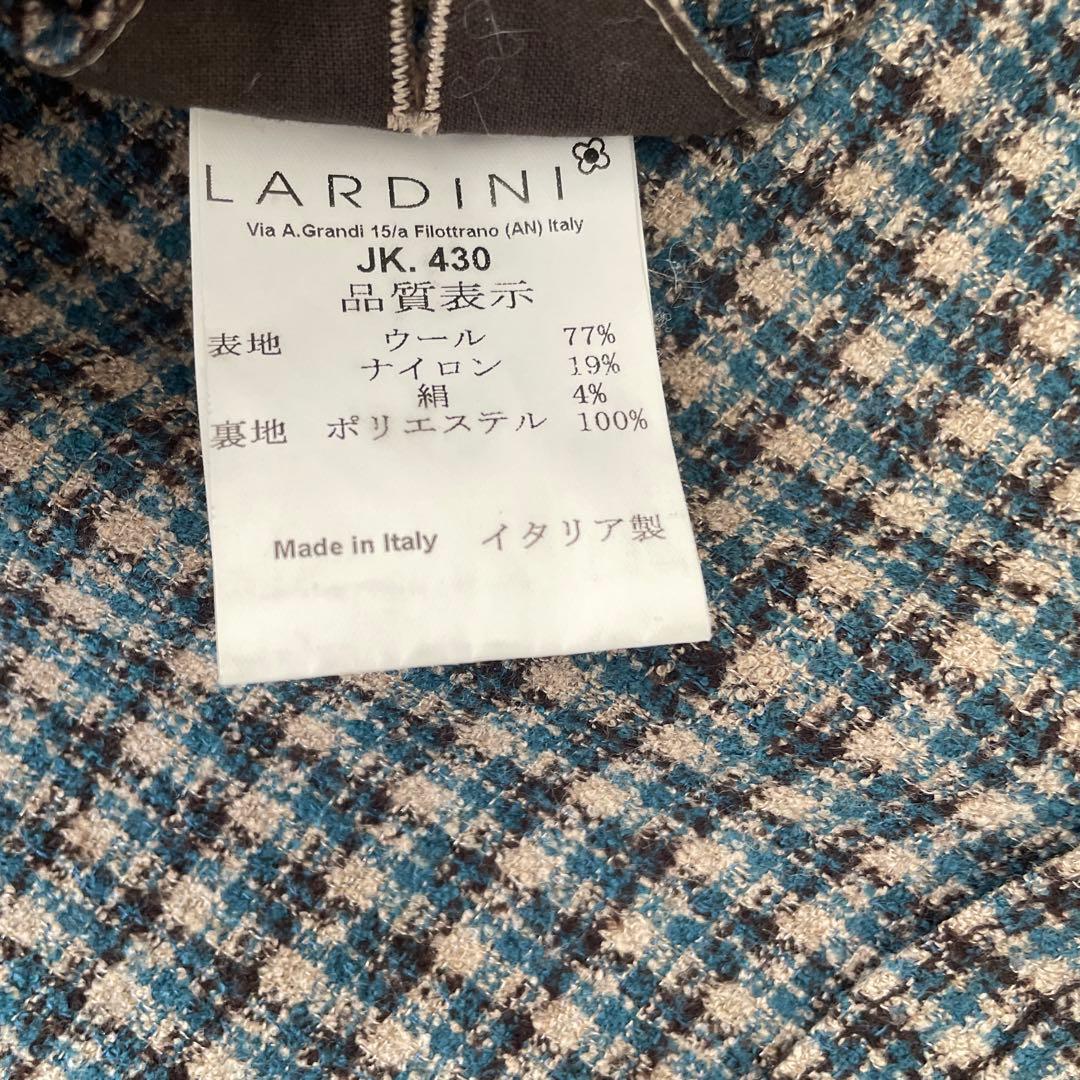 LARDINI
Via A.Grandi 15/a Filottrano (AN) Italy
JK. 430
品質表示
表地 ウール 77%
ナイロン 19%
絹 4%
裏地 ポリエステル 100%
Made in Italy イタリア製